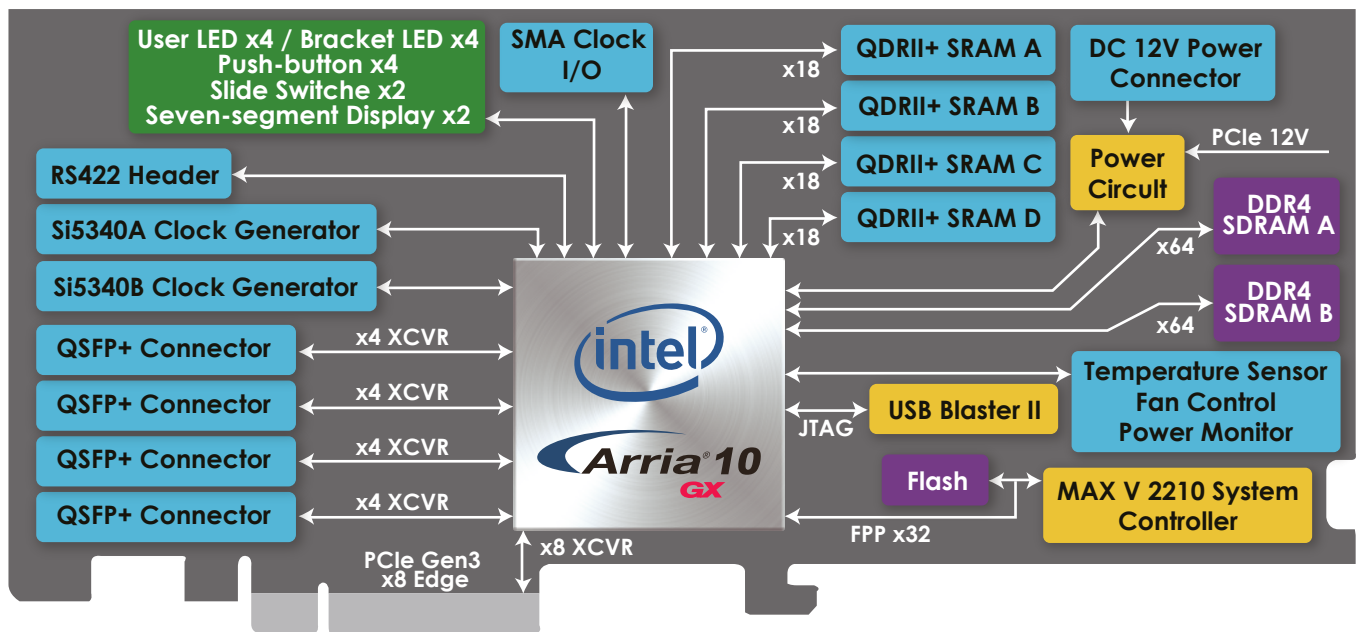 User LED x4 / Bracket LED x4
Push-button x4
Slide Switche x2
Seven-segment Display x2
SMA Clock
I/O
QDRII+ SRAM A
x18
QDRII+ SRAM B
x18
QDRII+ SRAM C
x18
QDRII+ SRAM D
x18
DC 12V Power
Connector
PCIe 12V
Power
Circult
DDR4
SDRAM A
x64
DDR4
SDRAM B
x64
RS422 Header
Si5340A Clock Generator
Si5340B Clock Generator
QSFP+ Connector
x4 XCVR
QSFP+ Connector
x4 XCVR
QSFP+ Connector
x4 XCVR
QSFP+ Connector
x4 XCVR
intel®
Arria® 10
GX
Temperature Sensor
Fan Control
Power Monitor
USB Blaster II
JTAG
Flash
MAX V 2210 System
Controller
FPP x32
x8 XCVR
PCIe Gen3
x8 Edge